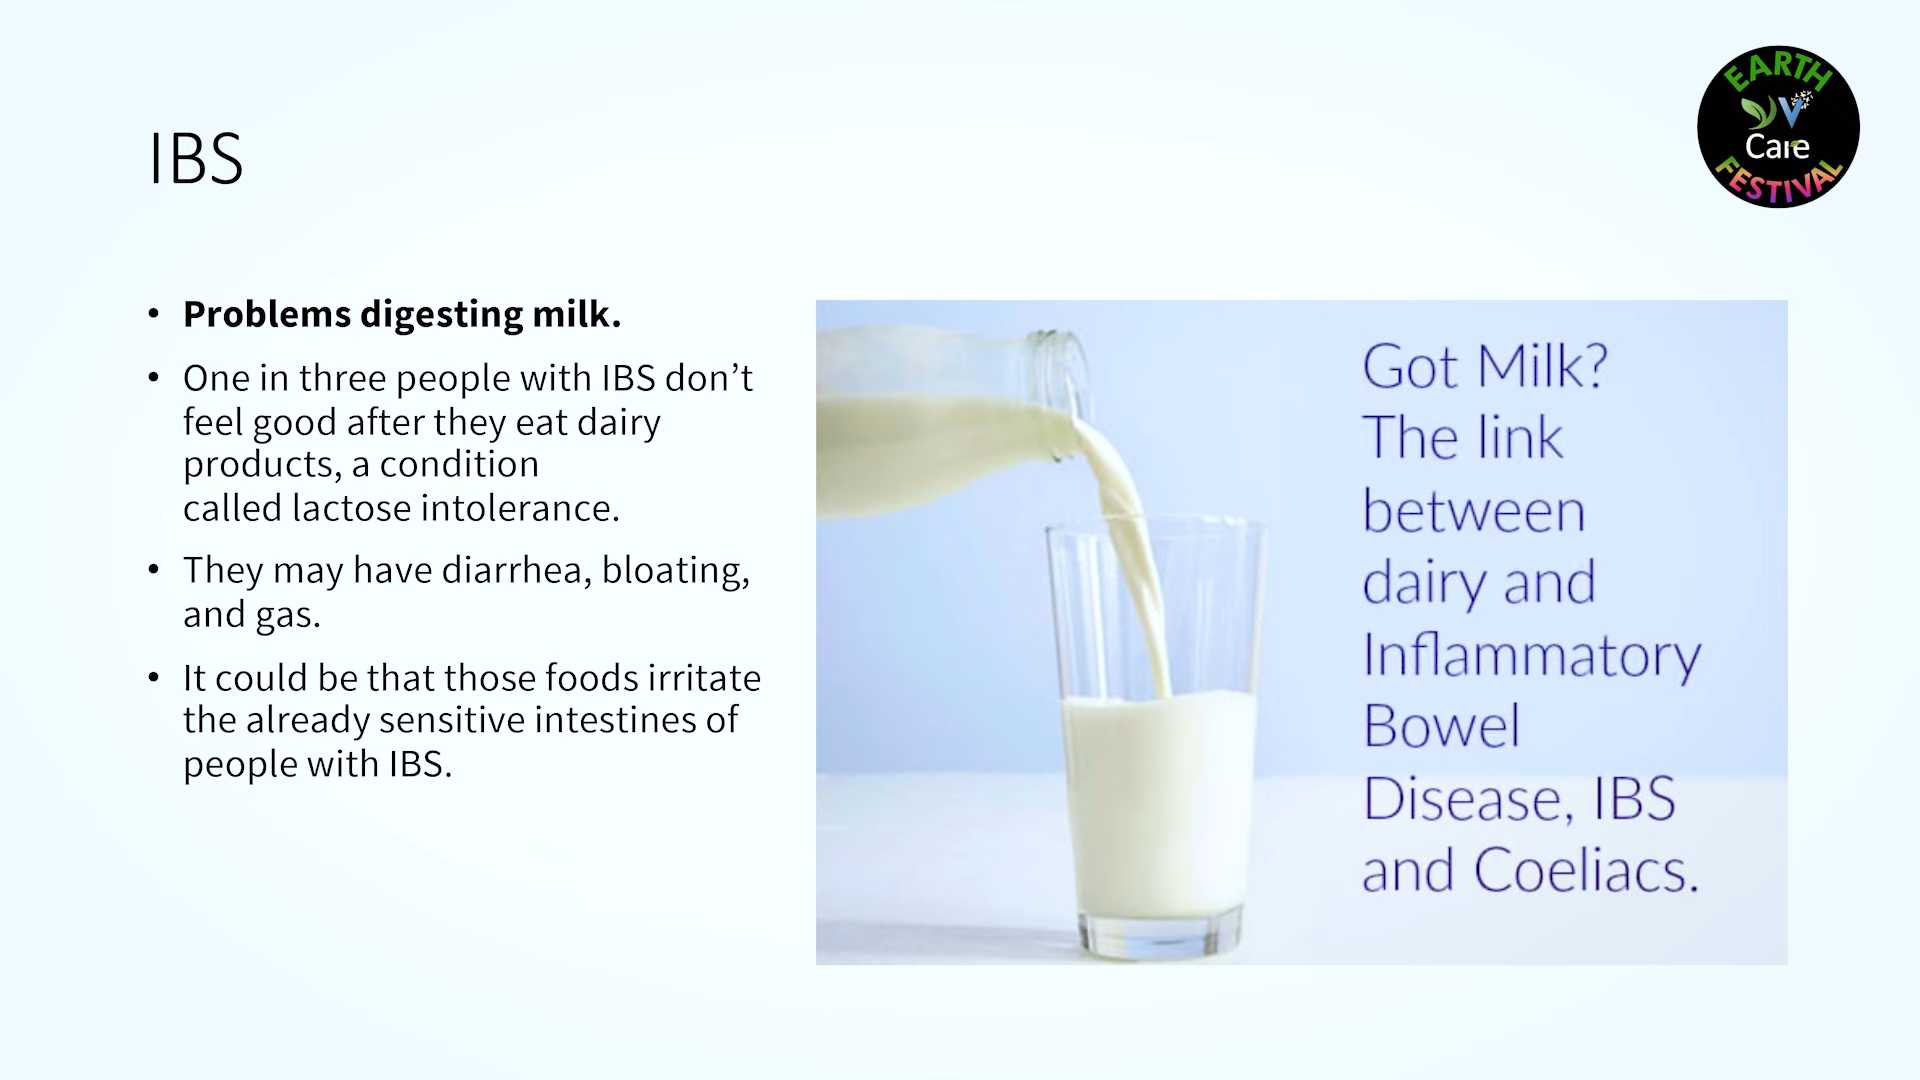 EARTH
V
Care
FESTIVAL
IBS
• Problems digesting milk.
• One in three people with IBS don’t
feel good after they eat dairy
products, a condition
called lactose intolerance.
• They may have diarrhea, bloating,
and gas.
• It could be that those foods irritate
the already sensitive intestines of
people with IBS.
Got Milk?
The link
between
dairy and
Inflammatory
Bowel
Disease, IBS
and Coeliacs.